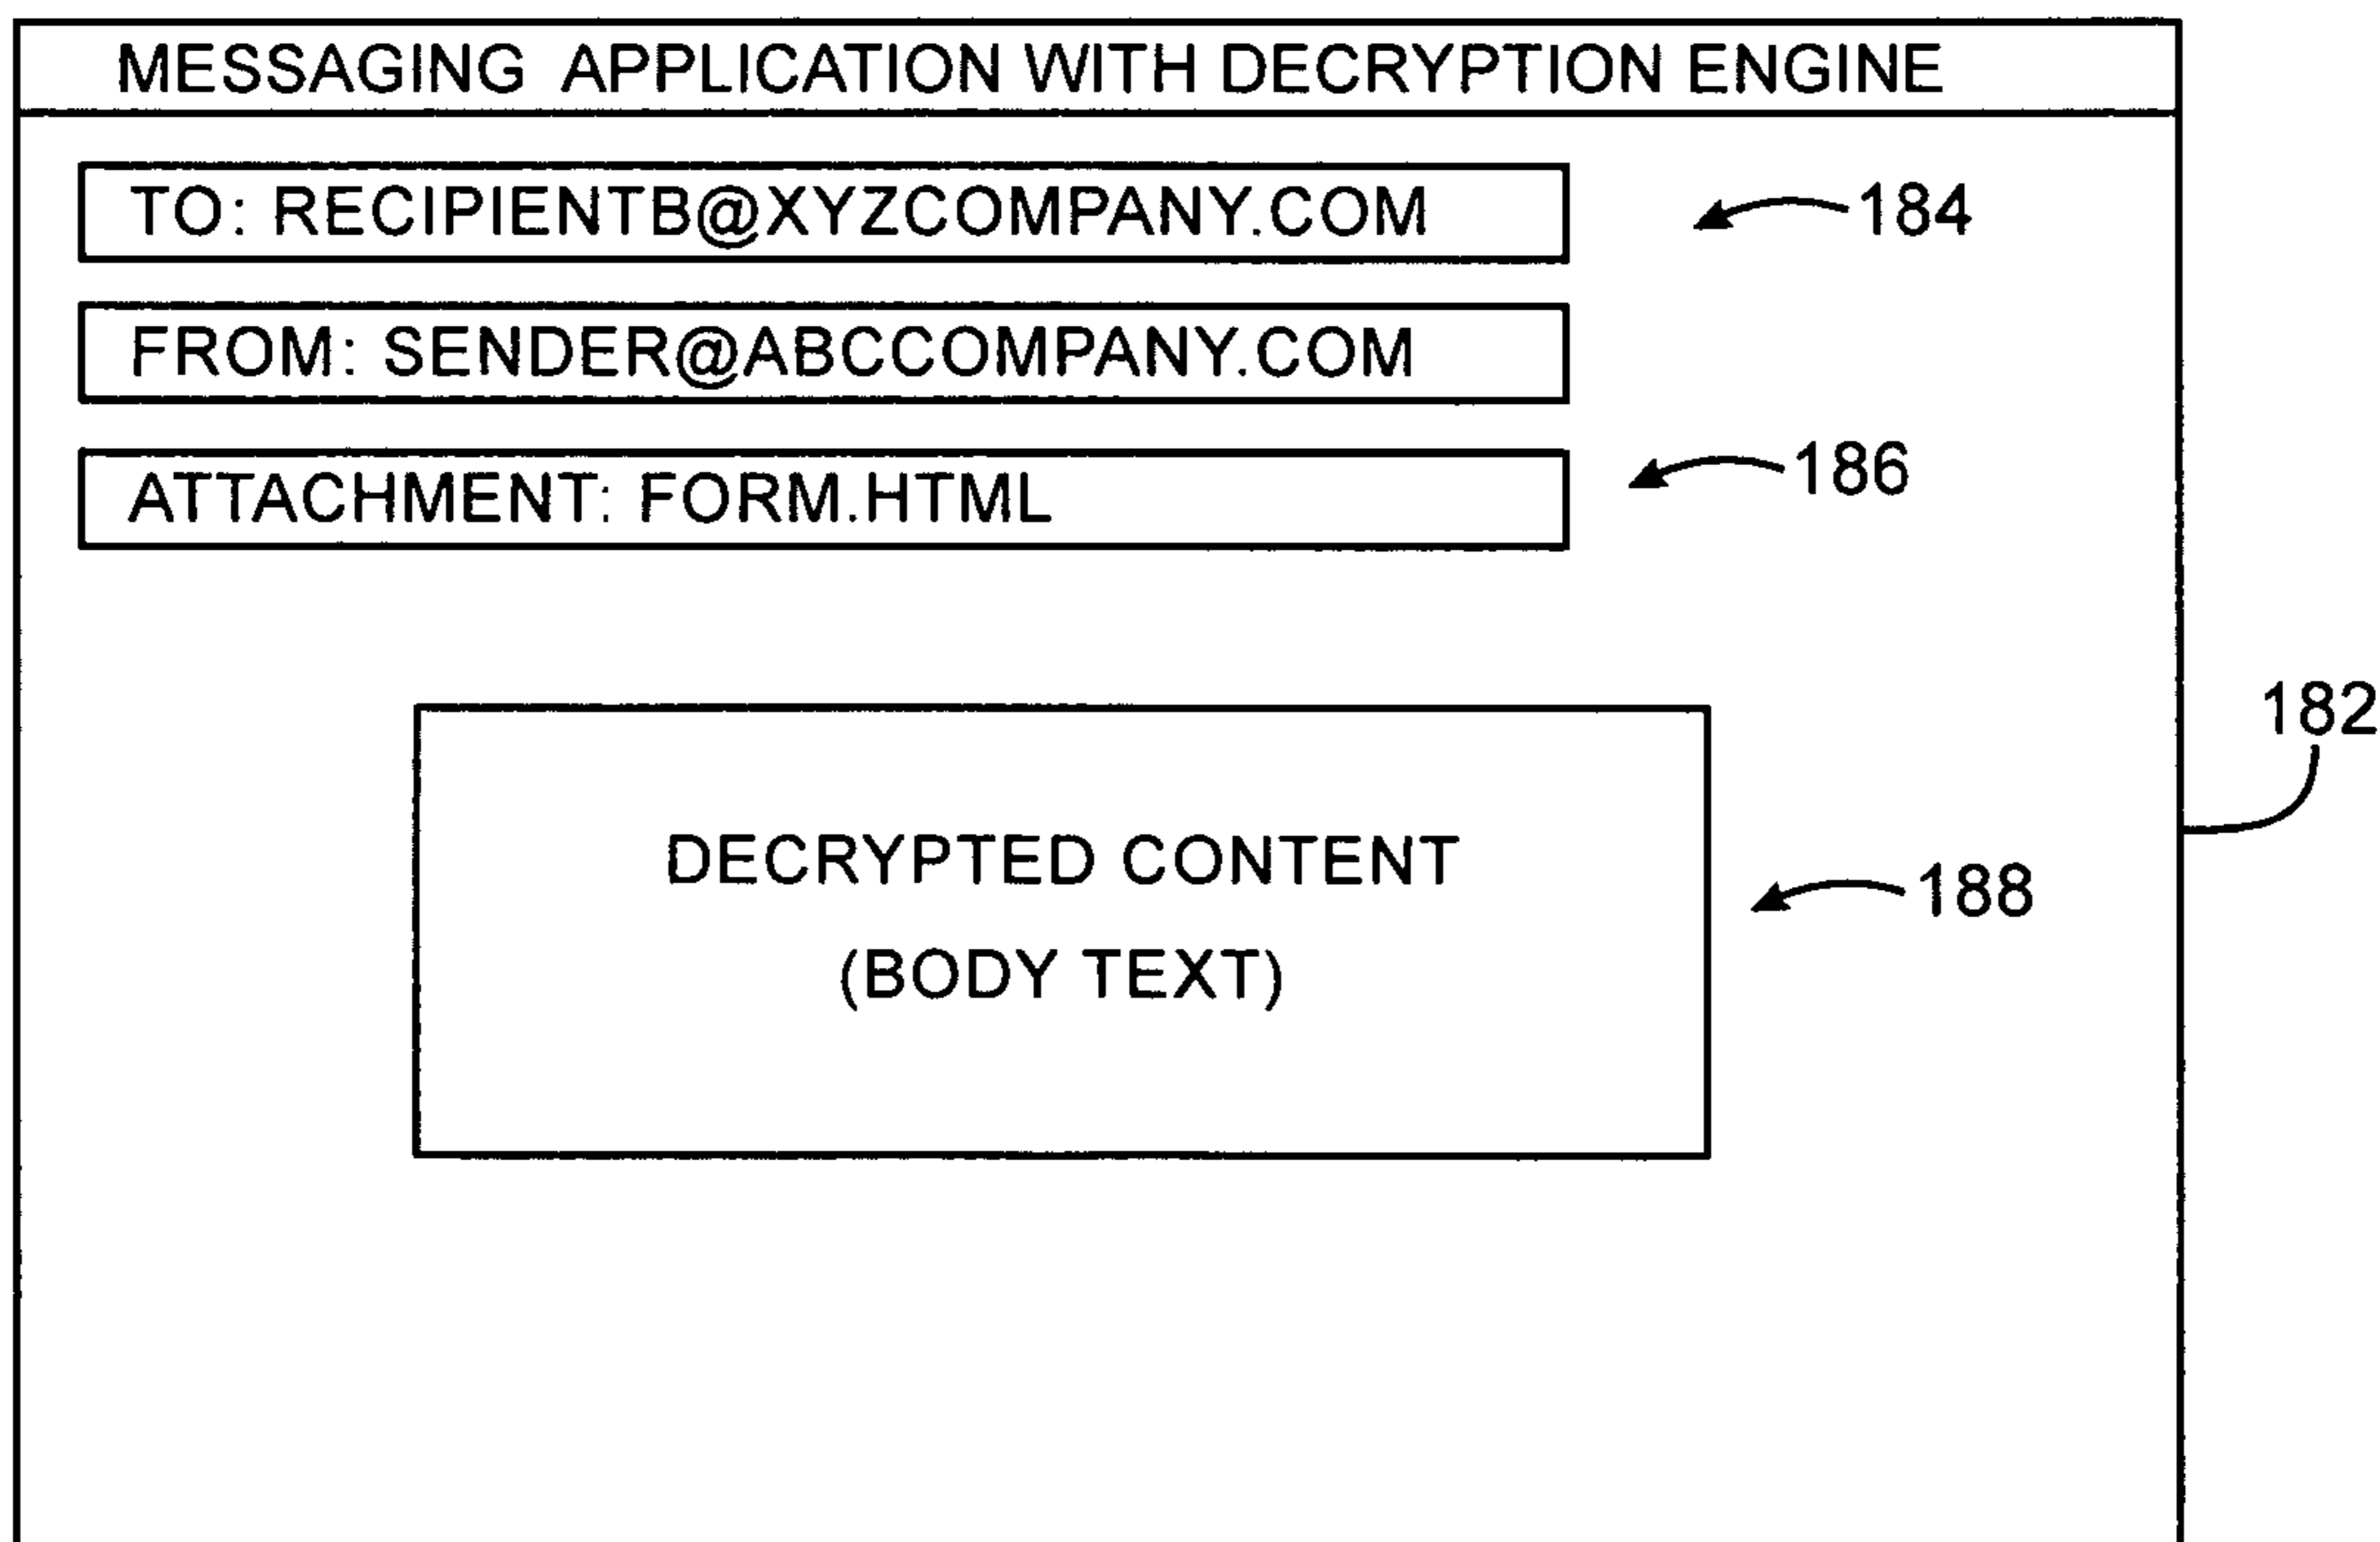 MESSAGING APPLICATION WITH DECRYPTION ENGINE
TO: RECIPIENTB@XYZCOMPANY.COM
184
FROM: SENDER@ABCCOMPANY.COM
ATTACHMENT: FORM.HTML
186
182
DECRYPTED CONTENT
188
(BODY TEXT)